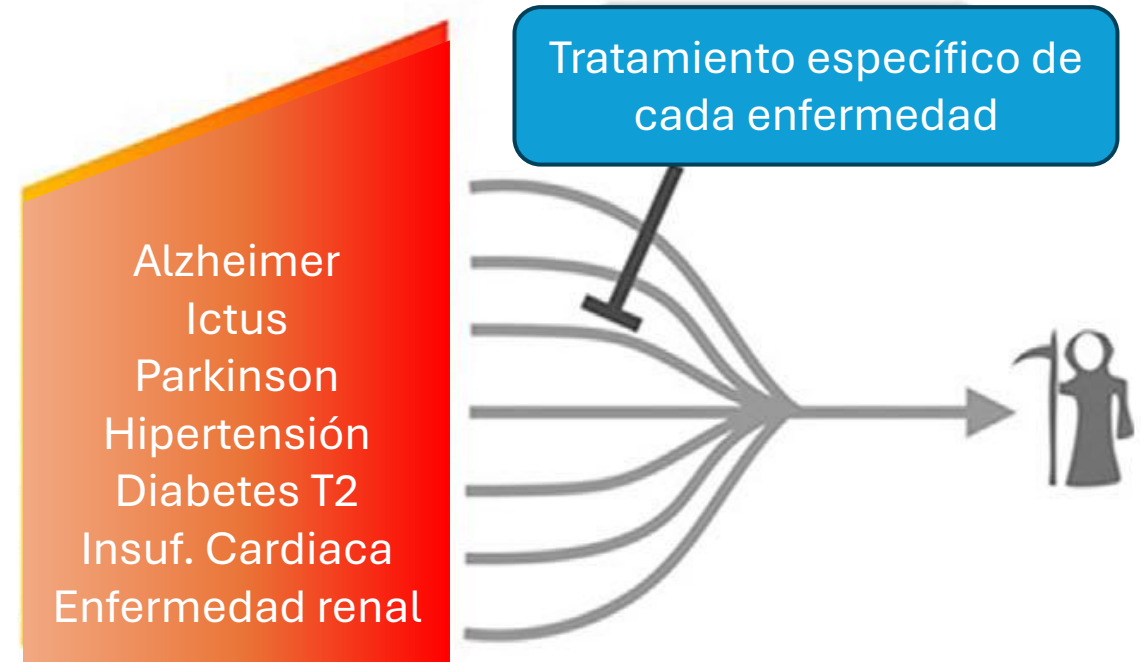 Tratamiento específico de
cada enfermedad
Alzheimer
Ictus
Parkinson
Hipertensión
Diabetes T2
Insuf. Cardiaca
Enfermedad renal